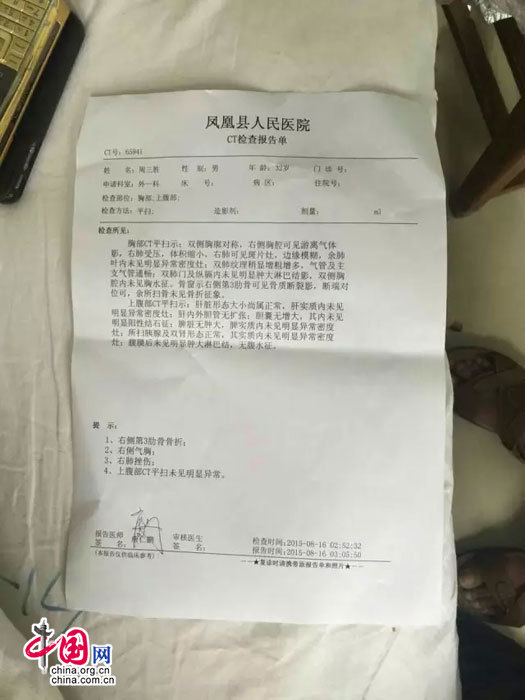 凤凰县人民医院
CT检查报告单
CT号: 65941
姓 名: 周三胜 性 别: 男 年 龄: 32岁 门 诊 号:
申请科室: 外一科 床 号: 病 区: 住院号:
检查部位: 胸部.上腹部.
检查方法: 平扫. 造影剂: 剂量: ml
检查所见:
胸部CT平扫示: 双侧胸廓对称, 右侧胸腔可见游离气体
影, 右肺受压, 体积缩小, 右肺可见斑片灶, 边缘模糊, 余肺
叶内未见明显异常密度灶; 双肺纹理稍显增粗增多, 气管及主
支气管通畅; 双肺门及纵膈内未见明显肿大淋巴结影, 双侧胸
腔内未见胸水征。骨窗示右侧第3肋骨可见骨质断裂影, 断端对
位可, 余所扫骨未见骨折征象。
上腹部CT平扫示: 肝脏形态大小尚属正常, 肝实质内未见
明显异常密度灶; 肝内外胆管无扩张; 胆囊无增大, 其内未见
明显阳性结石征; 脾脏无肿大, 脾实质内未见明显异常密度
灶; 所扫胰腺及双肾形态正常, 其实质内未见明显异常密度
灶; 腹膜后未见明显肿大淋巴结, 无腹水征。
提 示:
1、右侧第3肋骨骨折;
2、右侧气胸;
3、右肺挫伤;
4、上腹部CT平扫未见明显异常。
报告医师 审核医生 检查时间:2015-08-16 02:52:32
签 名: 仁鹏 签 名: 报告时间:2015-08-16 03:05:50
(本报告仅供临床参考) ★复诊时请携带旅报告单和照片★
中国网
china.org.cn
china.com.cn